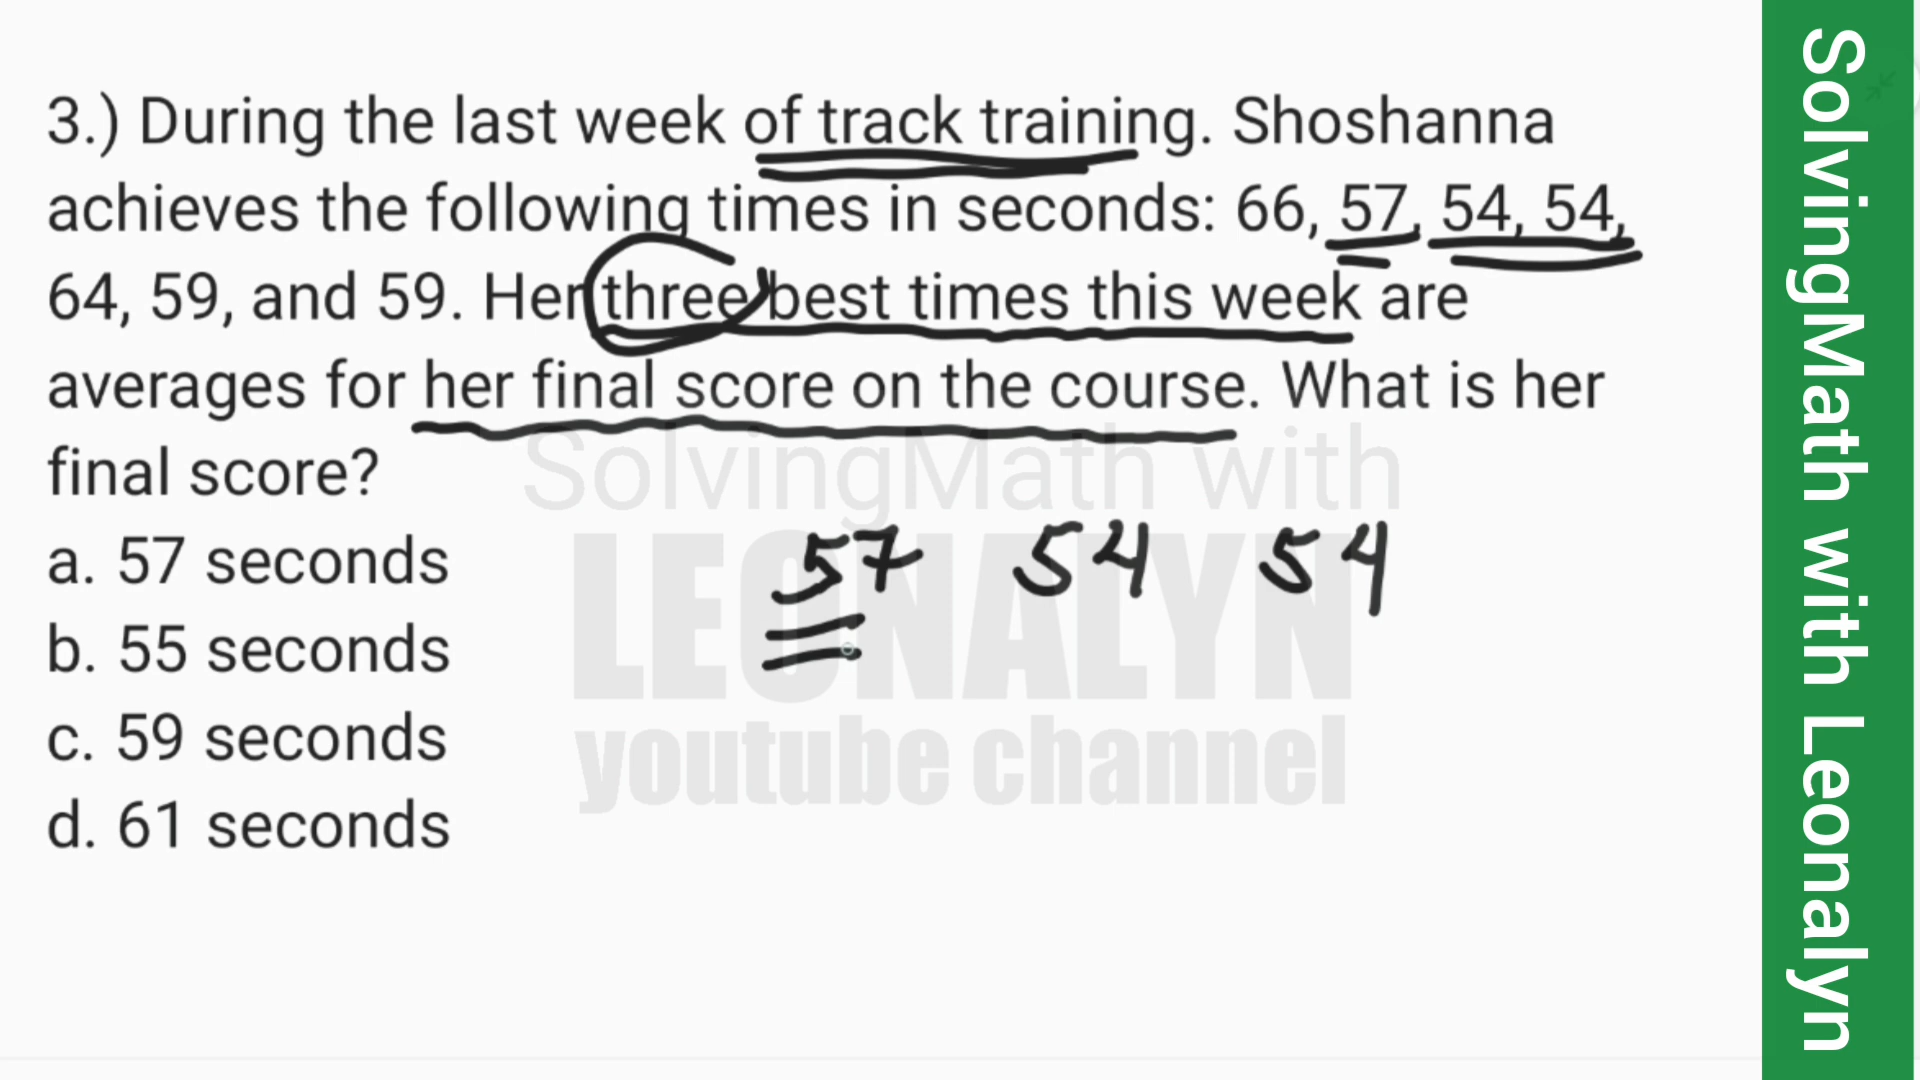 3.) During the last week of track training. Shoshanna
achieves the following times in seconds: 66, 57, 54, 54,
64, 59, and 59. Her three best times this week are
averages for her final score on the course. What is her
final score?
a. 57 seconds
b. 55 seconds
c. 59 seconds
d. 61 seconds
57 54 54
SolvingMath with
LEONALYN
youtube channel
SolvingMath with Leonalyn